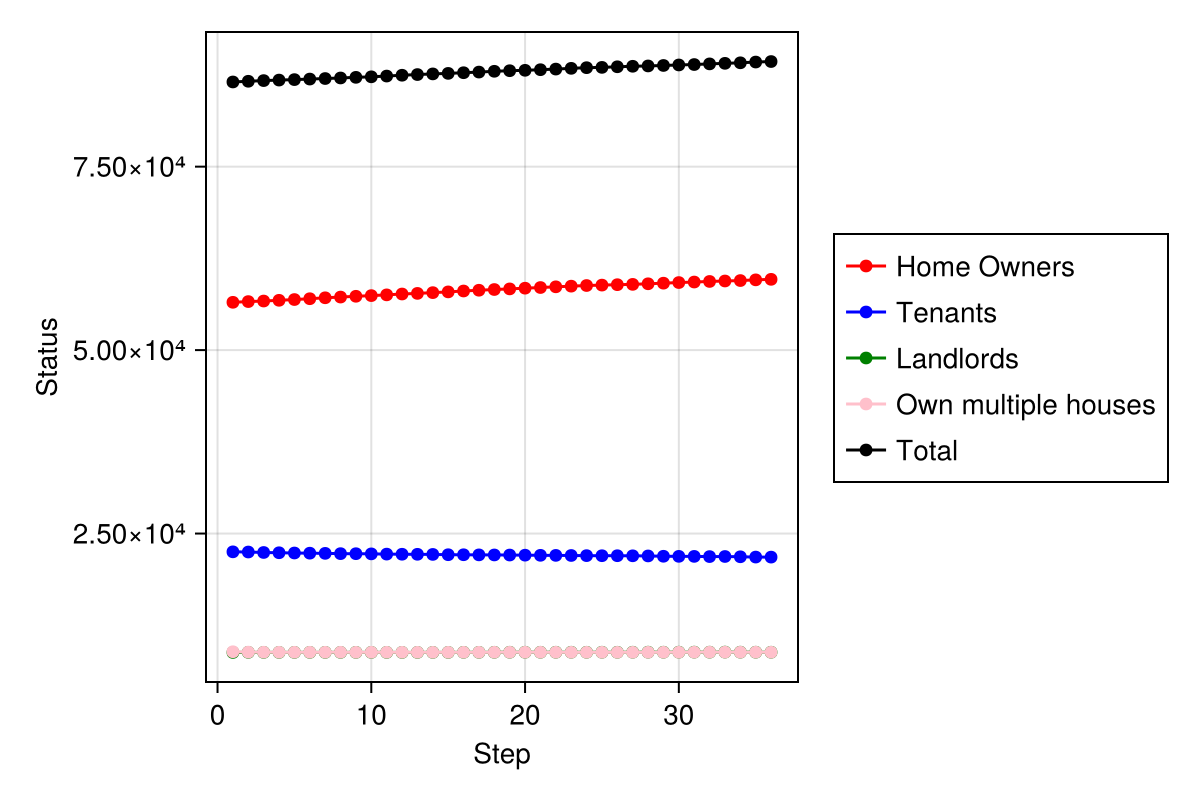 7.50×10⁴
5.00×10⁴
2.50×10⁴
Status
0 10 20 30
Step
Home Owners
Tenants
Landlords
Own multiple houses
Total